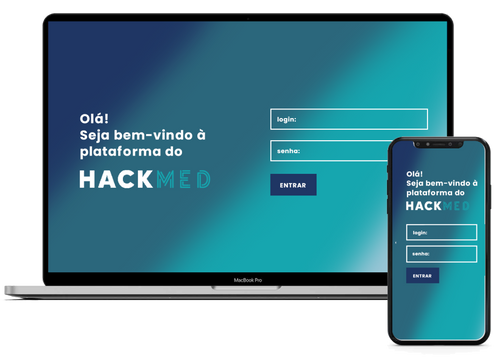 Olá!
Seja bem-vindo à
plataforma do
HACKMED
login:
senha:
ENTRAR
MacBook Pro
Olá!
Seja bem-vindo à
plataforma do
HACKMED
login:
senha:
ENTRAR